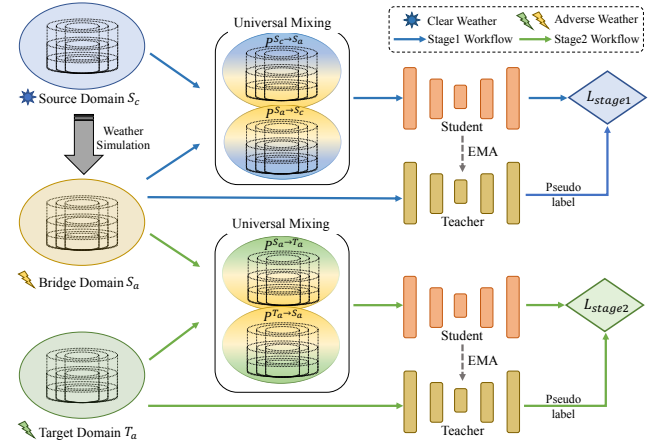 Universal Mixing
Clear Weather
Adverse Weather
Stage1 Workflow
Stage2 Workflow
P^{S_c→S_a}
P^{S_a→S_c}
Source Domain S_c
Weather
Simulation
Student
EMA
Teacher
L_{stage1}
Pseudo
label
Bridge Domain S_a
Universal Mixing
P^{S_a→T_a}
P^{T_a→S_a}
Student
EMA
Teacher
L_{stage2}
Pseudo
label
Target Domain T_a